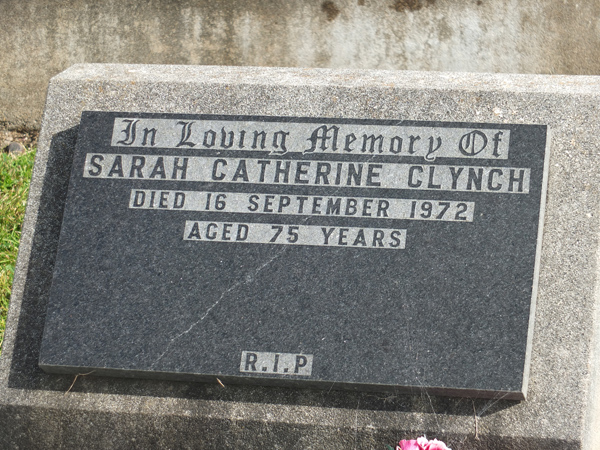 In Loving Memory Of
SARAH CATHERINE CLYNCH
DIED 16 SEPTEMBER 1972
AGED 75 YEARS
R.I.P